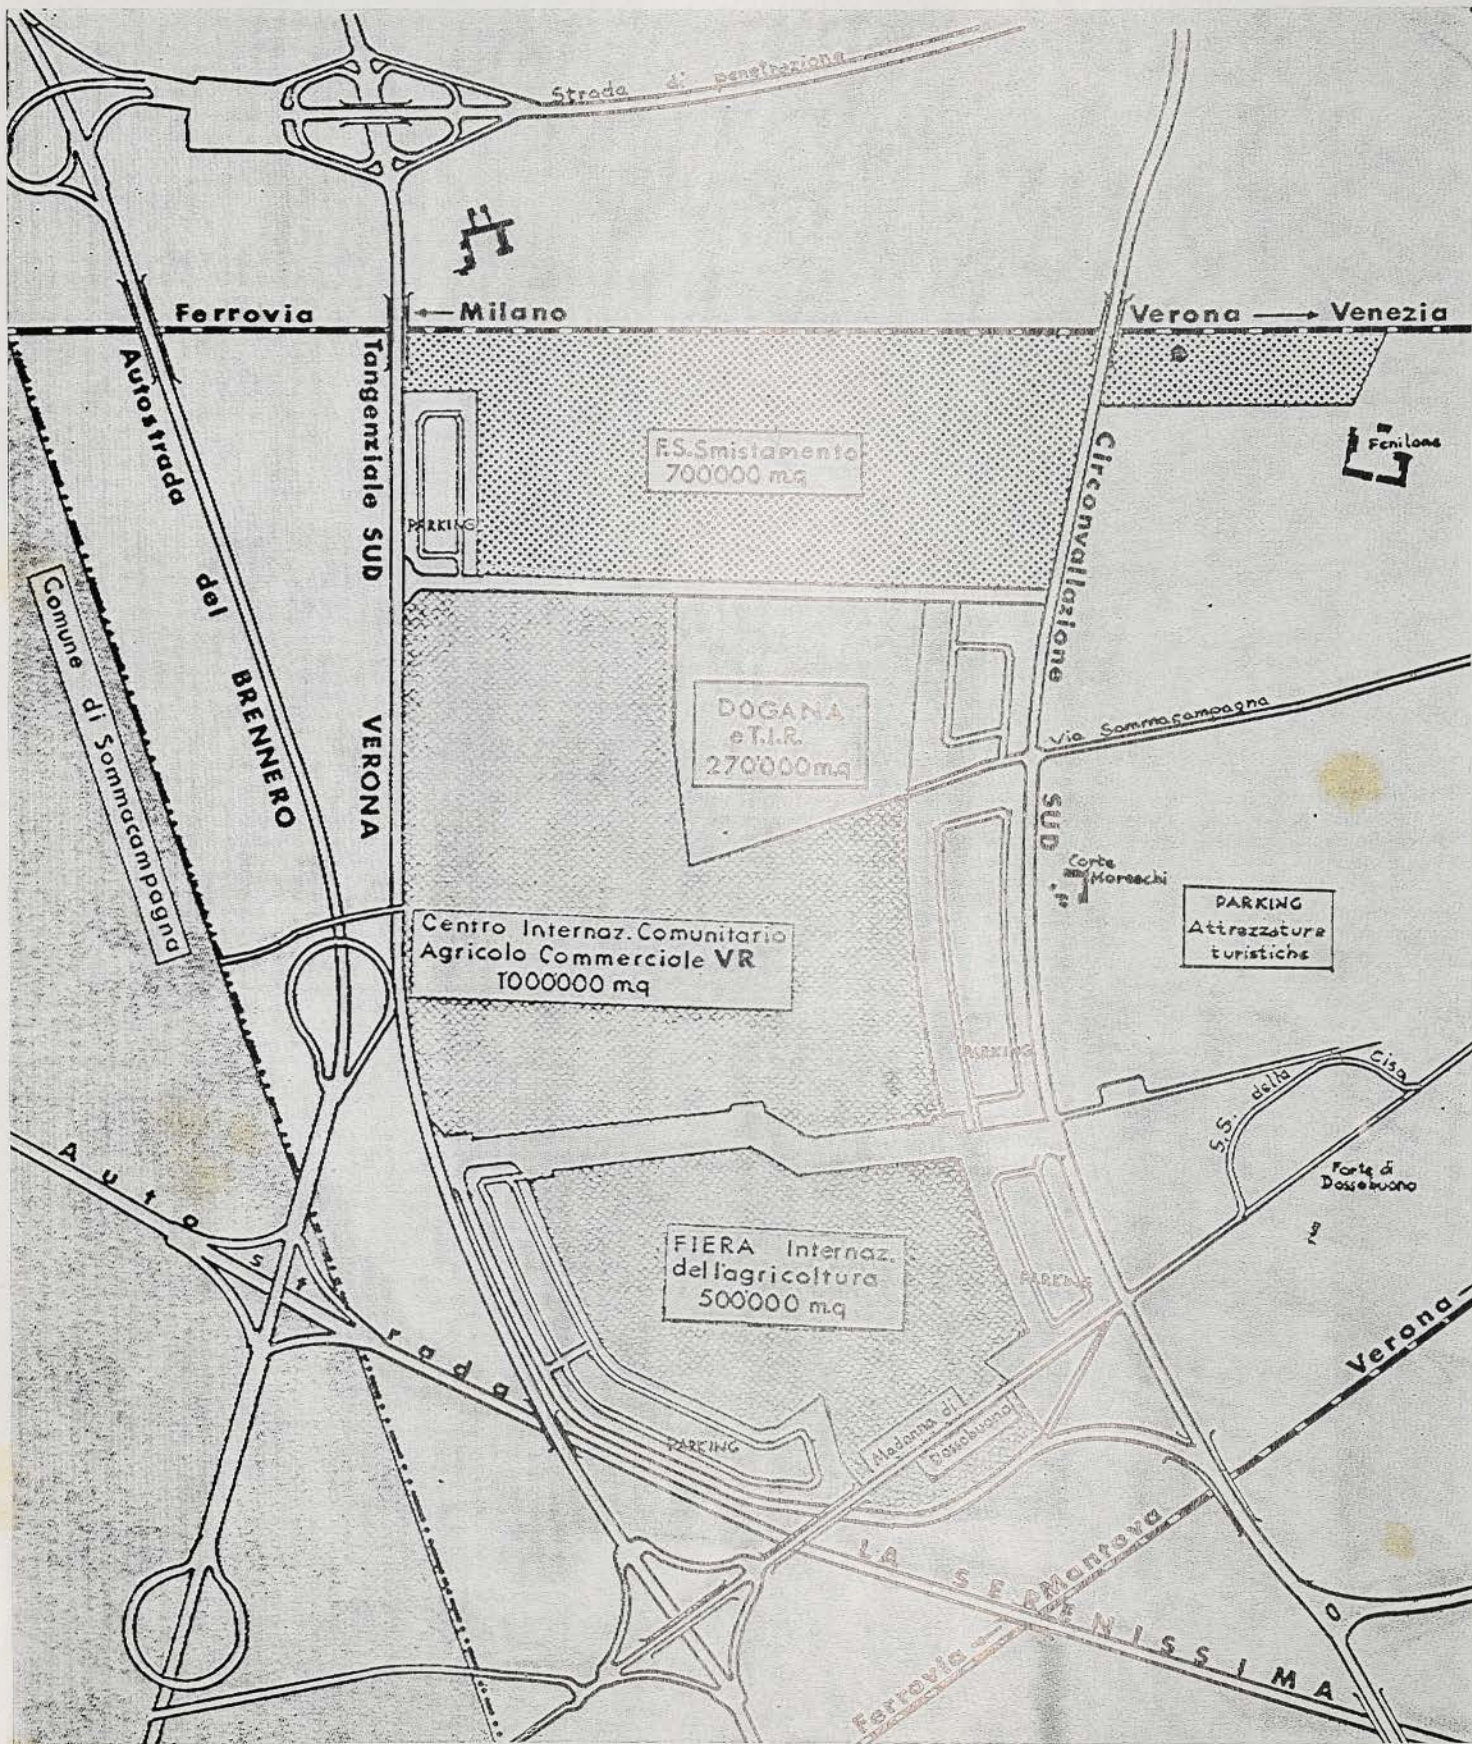 Strada di penetrazione
Ferrovia ← Milano Verona → Venezia
Autostrada del BRENNERO
Tangenziale SUD VERONA
Circonvallazione SUD
F.S. Smistamento
700000 mq
Fenilone
PARKING
Comune di Sommacampagna
DOGANA
e T.I.R.
270'000 m.q
Via Sommacampagna
Corte
Moreschi
PARKING
Attrezzature
turistiche
Centro Internaz. Comunitario
Agricolo Commerciale VR
1000000 mq
PARKING
S.S. della Cisa
Forte di
Dossobuono
FIERA Internaz.
dell'agricoltura
500000 m.q
PARKING
PARKING
Madonna di
Dossobuono
Autostrada LA SERENISSIMA
Ferrovia ← Mantova
Verona